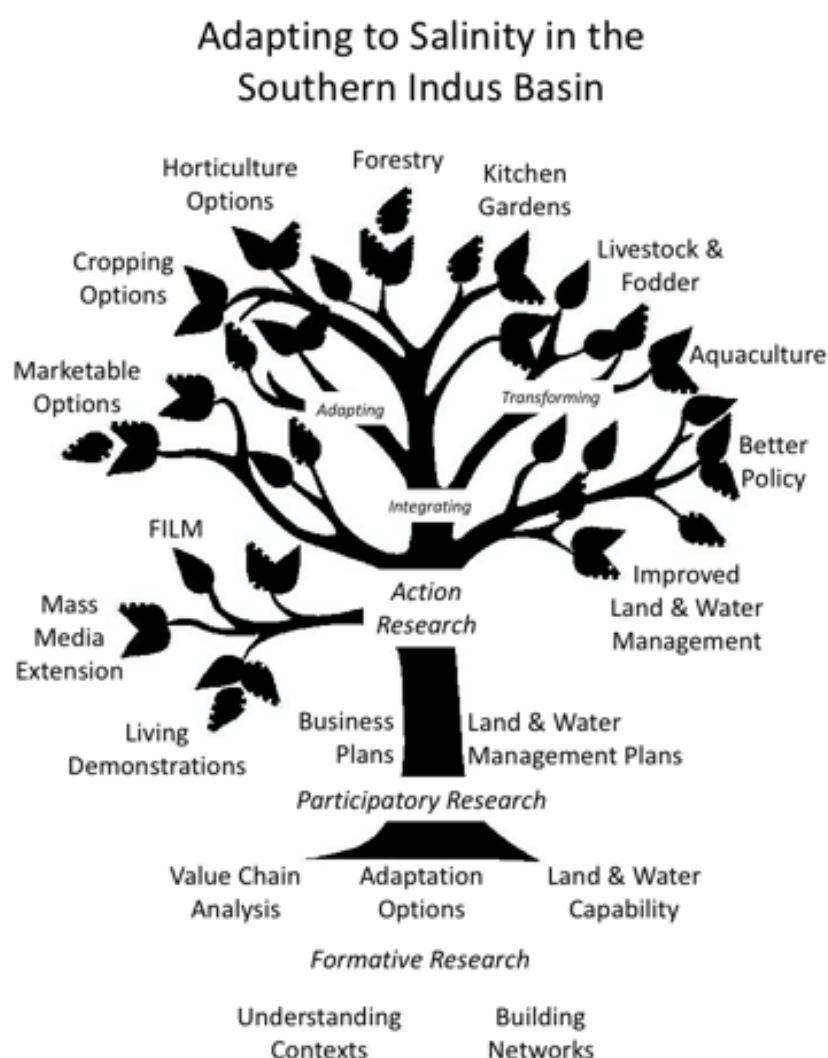 Adapting to Salinity in the
Southern Indus Basin
Forestry
Horticulture
Options
Kitchen
Gardens
Cropping
Options
Livestock &
Fodder
Marketable
Options
Aquaculture
Adapting
Transforming
Better
Policy
Integrating
FILM
Improved
Land & Water
Management
Action
Research
Mass
Media
Extension
Living
Demonstrations
Business
Plans
Land & Water
Management Plans
Participatory Research
Value Chain
Analysis
Adaptation
Options
Land & Water
Capability
Formative Research
Understanding
Contexts
Building
Networks